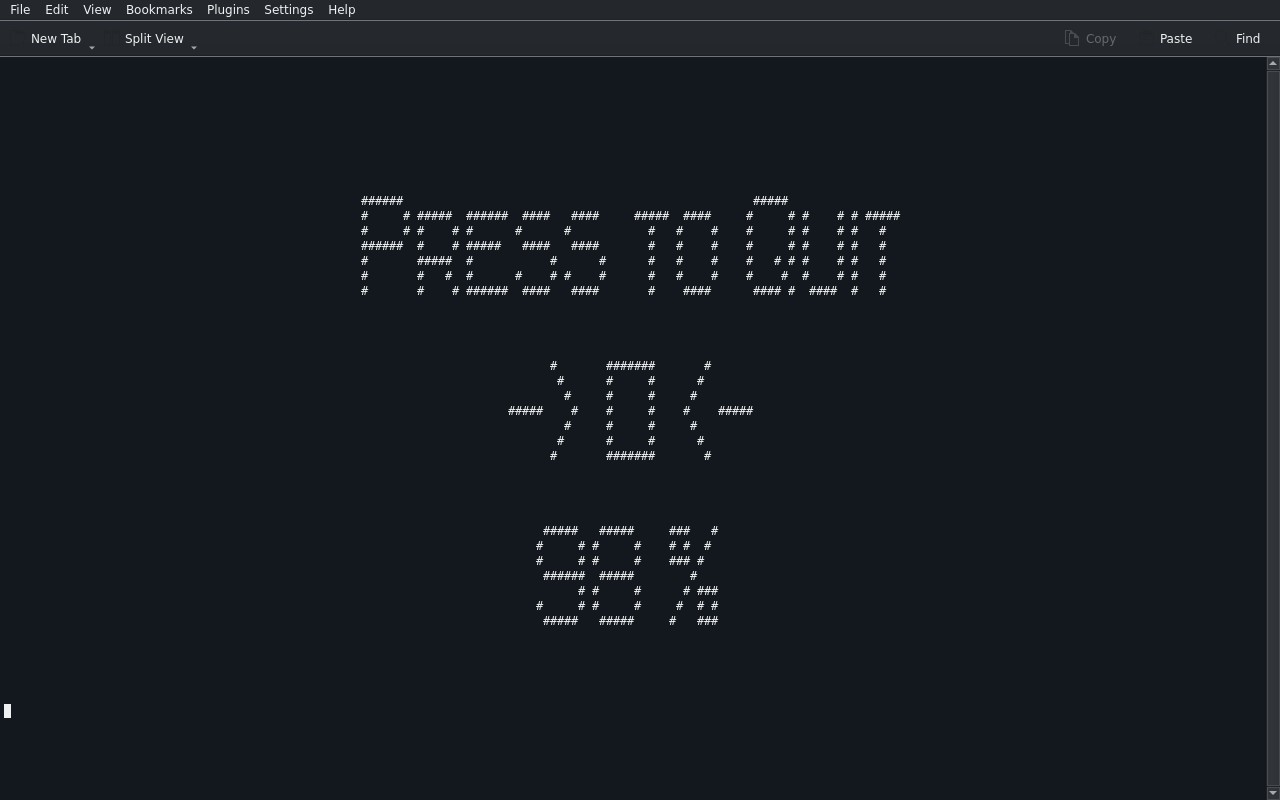 File Edit View Bookmarks Plugins Settings Help
New Tab Split View Copy Paste Find
Press to Quit
-> O <-
98 %